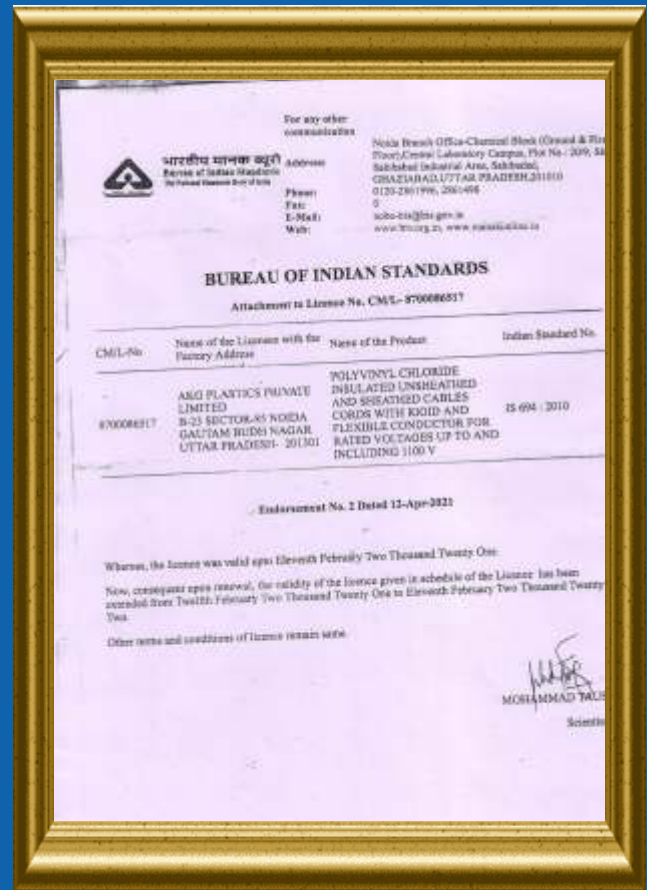 For any other
communication
भारतीय मानक ब्यूरो
Bureau of Indian Standards
The National Standards Body of India
Address
Noida Branch Office-Chemical Block (Ground &
Floor),Central Laboratory Campus, Plot No.- 20/9,
Sahibabad Industrial Area, Sahibabad,
GHAZIABAD,UTTAR PRADESH,201010
Phone: 0120-2861996, 2861498
Fax: 0
E-Mail:
Web: www.bis.org.in,
BUREAU OF INDIAN STANDARDS
Attachment to Licence No. CM/L- 8700086517
CM/L-No
Name of the Licensee with the
Factory Address
Name of the Product
Indian Standard No.
8700086517
PLASTICS PRIVATE
LIMITED
B-23 SECTOR- NOIDA
GAUTAM BUDH NAGAR
UTTAR PRADESH- 201301
POLYVINYL CHLORIDE
INSULATED UNSHEATHED
AND SHEATHED CABLES
CORDS WITH RIGID AND
FLEXIBLE CONDUCTOR FOR
RATED VOLTAGES UP TO AND
INCLUDING 1100 V
IS 694 : 2010
Endorsement No. 2 Dated 12-Apr-2021
Whereas, the licence was valid upto Eleventh February Two Thousand Twenty One.
Now, consequent upon renewal, the validity of the licence given in schedule of the Licence has been
extended from Twelfth February Two Thousand Twenty One to Eleventh February Two Thousand Twenty
Two.
Other terms and conditions of licence remain same.
MOHAMMAD